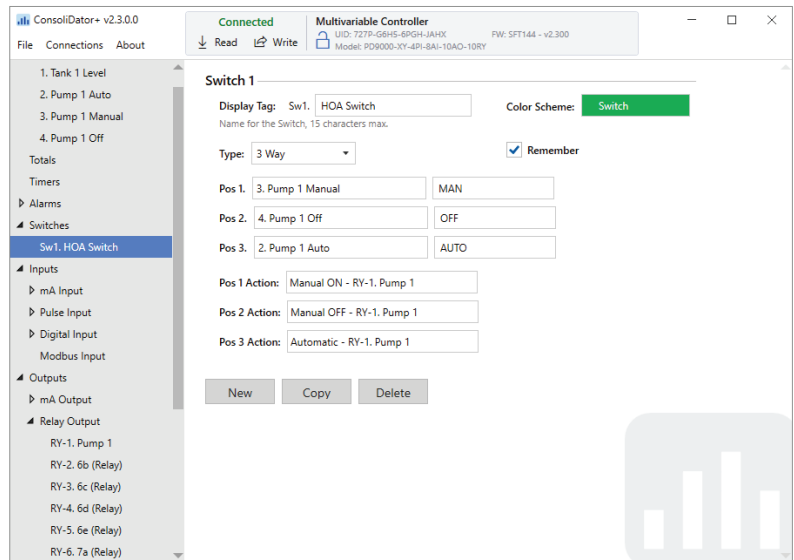 ConsoliDator+ v2.3.0.0
File Connections About
Connected
Read Write
Multivariable Controller
UID: 727P-G6HS-6PGH-JAHX FW: SFT144 - v2.300
Model: PD9000-XY-4PI-8AI-10AO-10RY
1. Tank 1 Level
2. Pump 1 Auto
3. Pump 1 Manual
4. Pump 1 Off
Totals
Timers
Alarms
Switches
Sw1. HOA Switch
Inputs
mA Input
Pulse Input
Digital Input
Modbus Input
Outputs
mA Output
Relay Output
RY-1. Pump 1
RY-2. 6b (Relay)
RY-3. 6c (Relay)
RY-4. 6d (Relay)
RY-5. 6e (Relay)
RY-6. 7a (Relay)
Switch 1
Display Tag: Sw1. HOA Switch
Name for the Switch, 15 characters max.
Color Scheme: Switch
Type: 3 Way
Remember
Pos 1. 3. Pump 1 Manual MAN
Pos 2. 4. Pump 1 Off OFF
Pos 3. 2. Pump 1 Auto AUTO
Pos 1 Action: Manual ON - RY-1. Pump 1
Pos 2 Action: Manual OFF - RY-1. Pump 1
Pos 3 Action: Automatic - RY-1. Pump 1
New Copy Delete